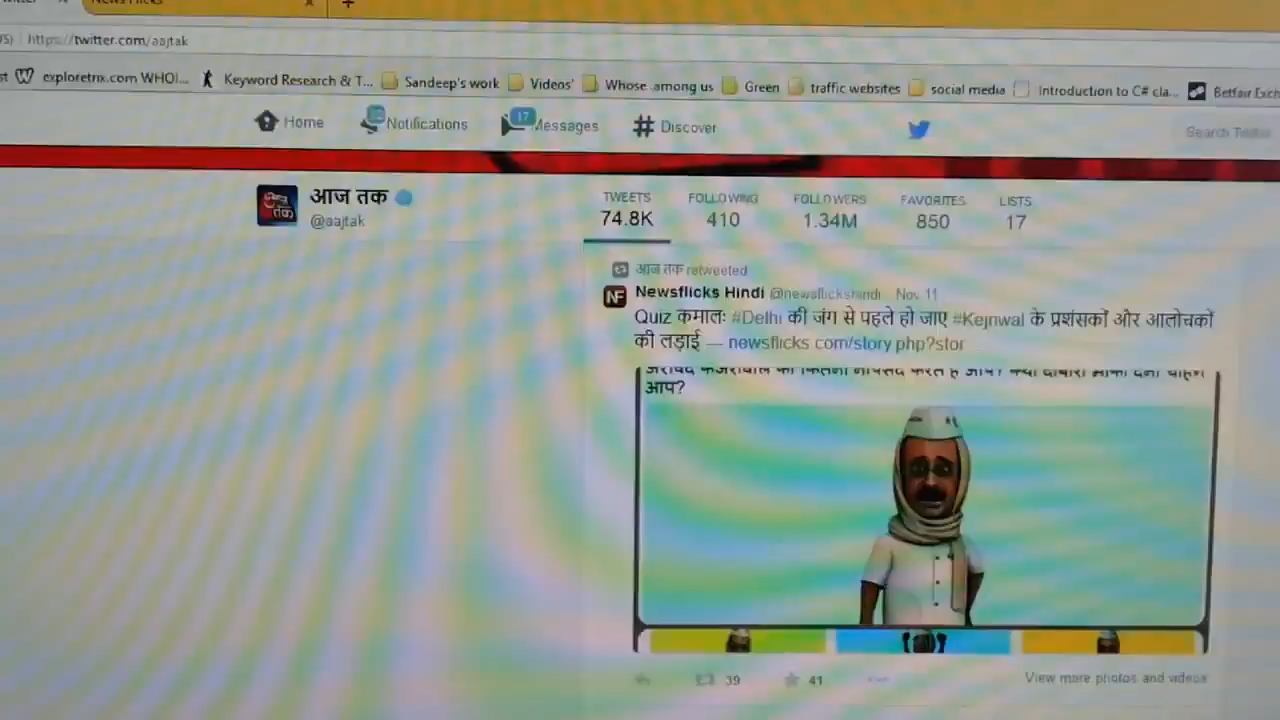 https://twitter.com/aajtak
exploretrix.com WHOI... Keyword Research & T... Sandeep's work Videos' Whose among us Green traffic websites social media Introduction to C# cla... Betfair Exch
Home Notifications 17 Messages Discover Search Twitter
आज तक
@aajtak
TWEETS FOLLOWING FOLLOWERS FAVORITES LISTS
74.8K 410 1.34M 850 17
आज तक retweeted
NF Newsflicks Hindi @newsflickshindi Nov 11
Quiz कमालः #Delhi की जंग से पहले हो जाए #Kejriwal के प्रशंसकों और आलोचकों
की लड़ाई — newsflicks.com/story.php?stor
आप?
39 41 View more photos and videos